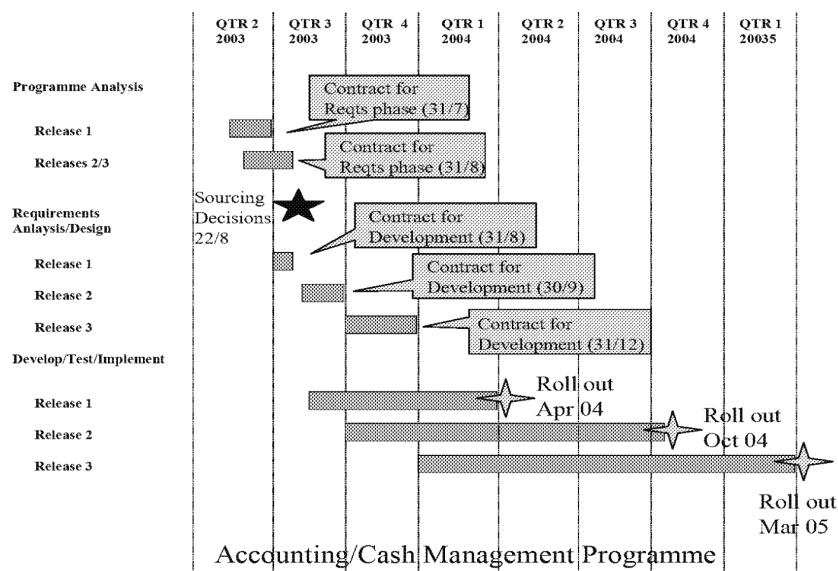 QTR 2 QTR 3 QTR 4 QTR 1 QTR 2 QTR 3 QTR 4 QTR 1
2003 2003 2003 2004 2004 2004 2004 20035
Programme Analysis
Contract for
Reqts phase (31/7)
Release 1
Contract for
Reqts phase (31/8)
Releases 2/3
Sourcing
Decisions
22/8
Requirements
Anlaysis/Design
Contract for
Development (31/8)
Release 1
Contract for
Development (30/9)
Release 2
Release 3
Contract for
Development (31/12)
Develop/Test/Implement
Release 1
Roll out
Apr 04
Release 2
Roll out
Oct 04
Release 3
Roll out
Mar 05
Accounting/Cash Management Programme